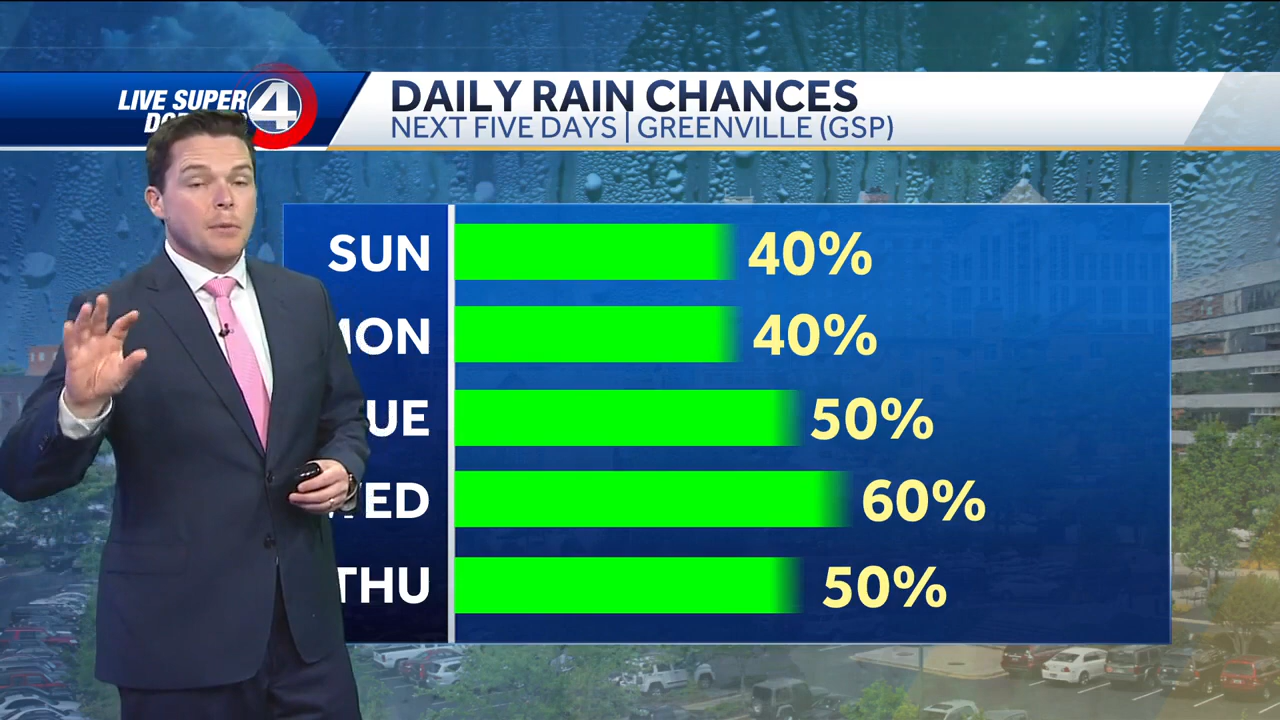 LIVE SUPER 4
DAILY RAIN CHANCES
NEXT FIVE DAYS | GREENVILLE (GSP)
SUN 40%
40%
50%
60%
THU 50%